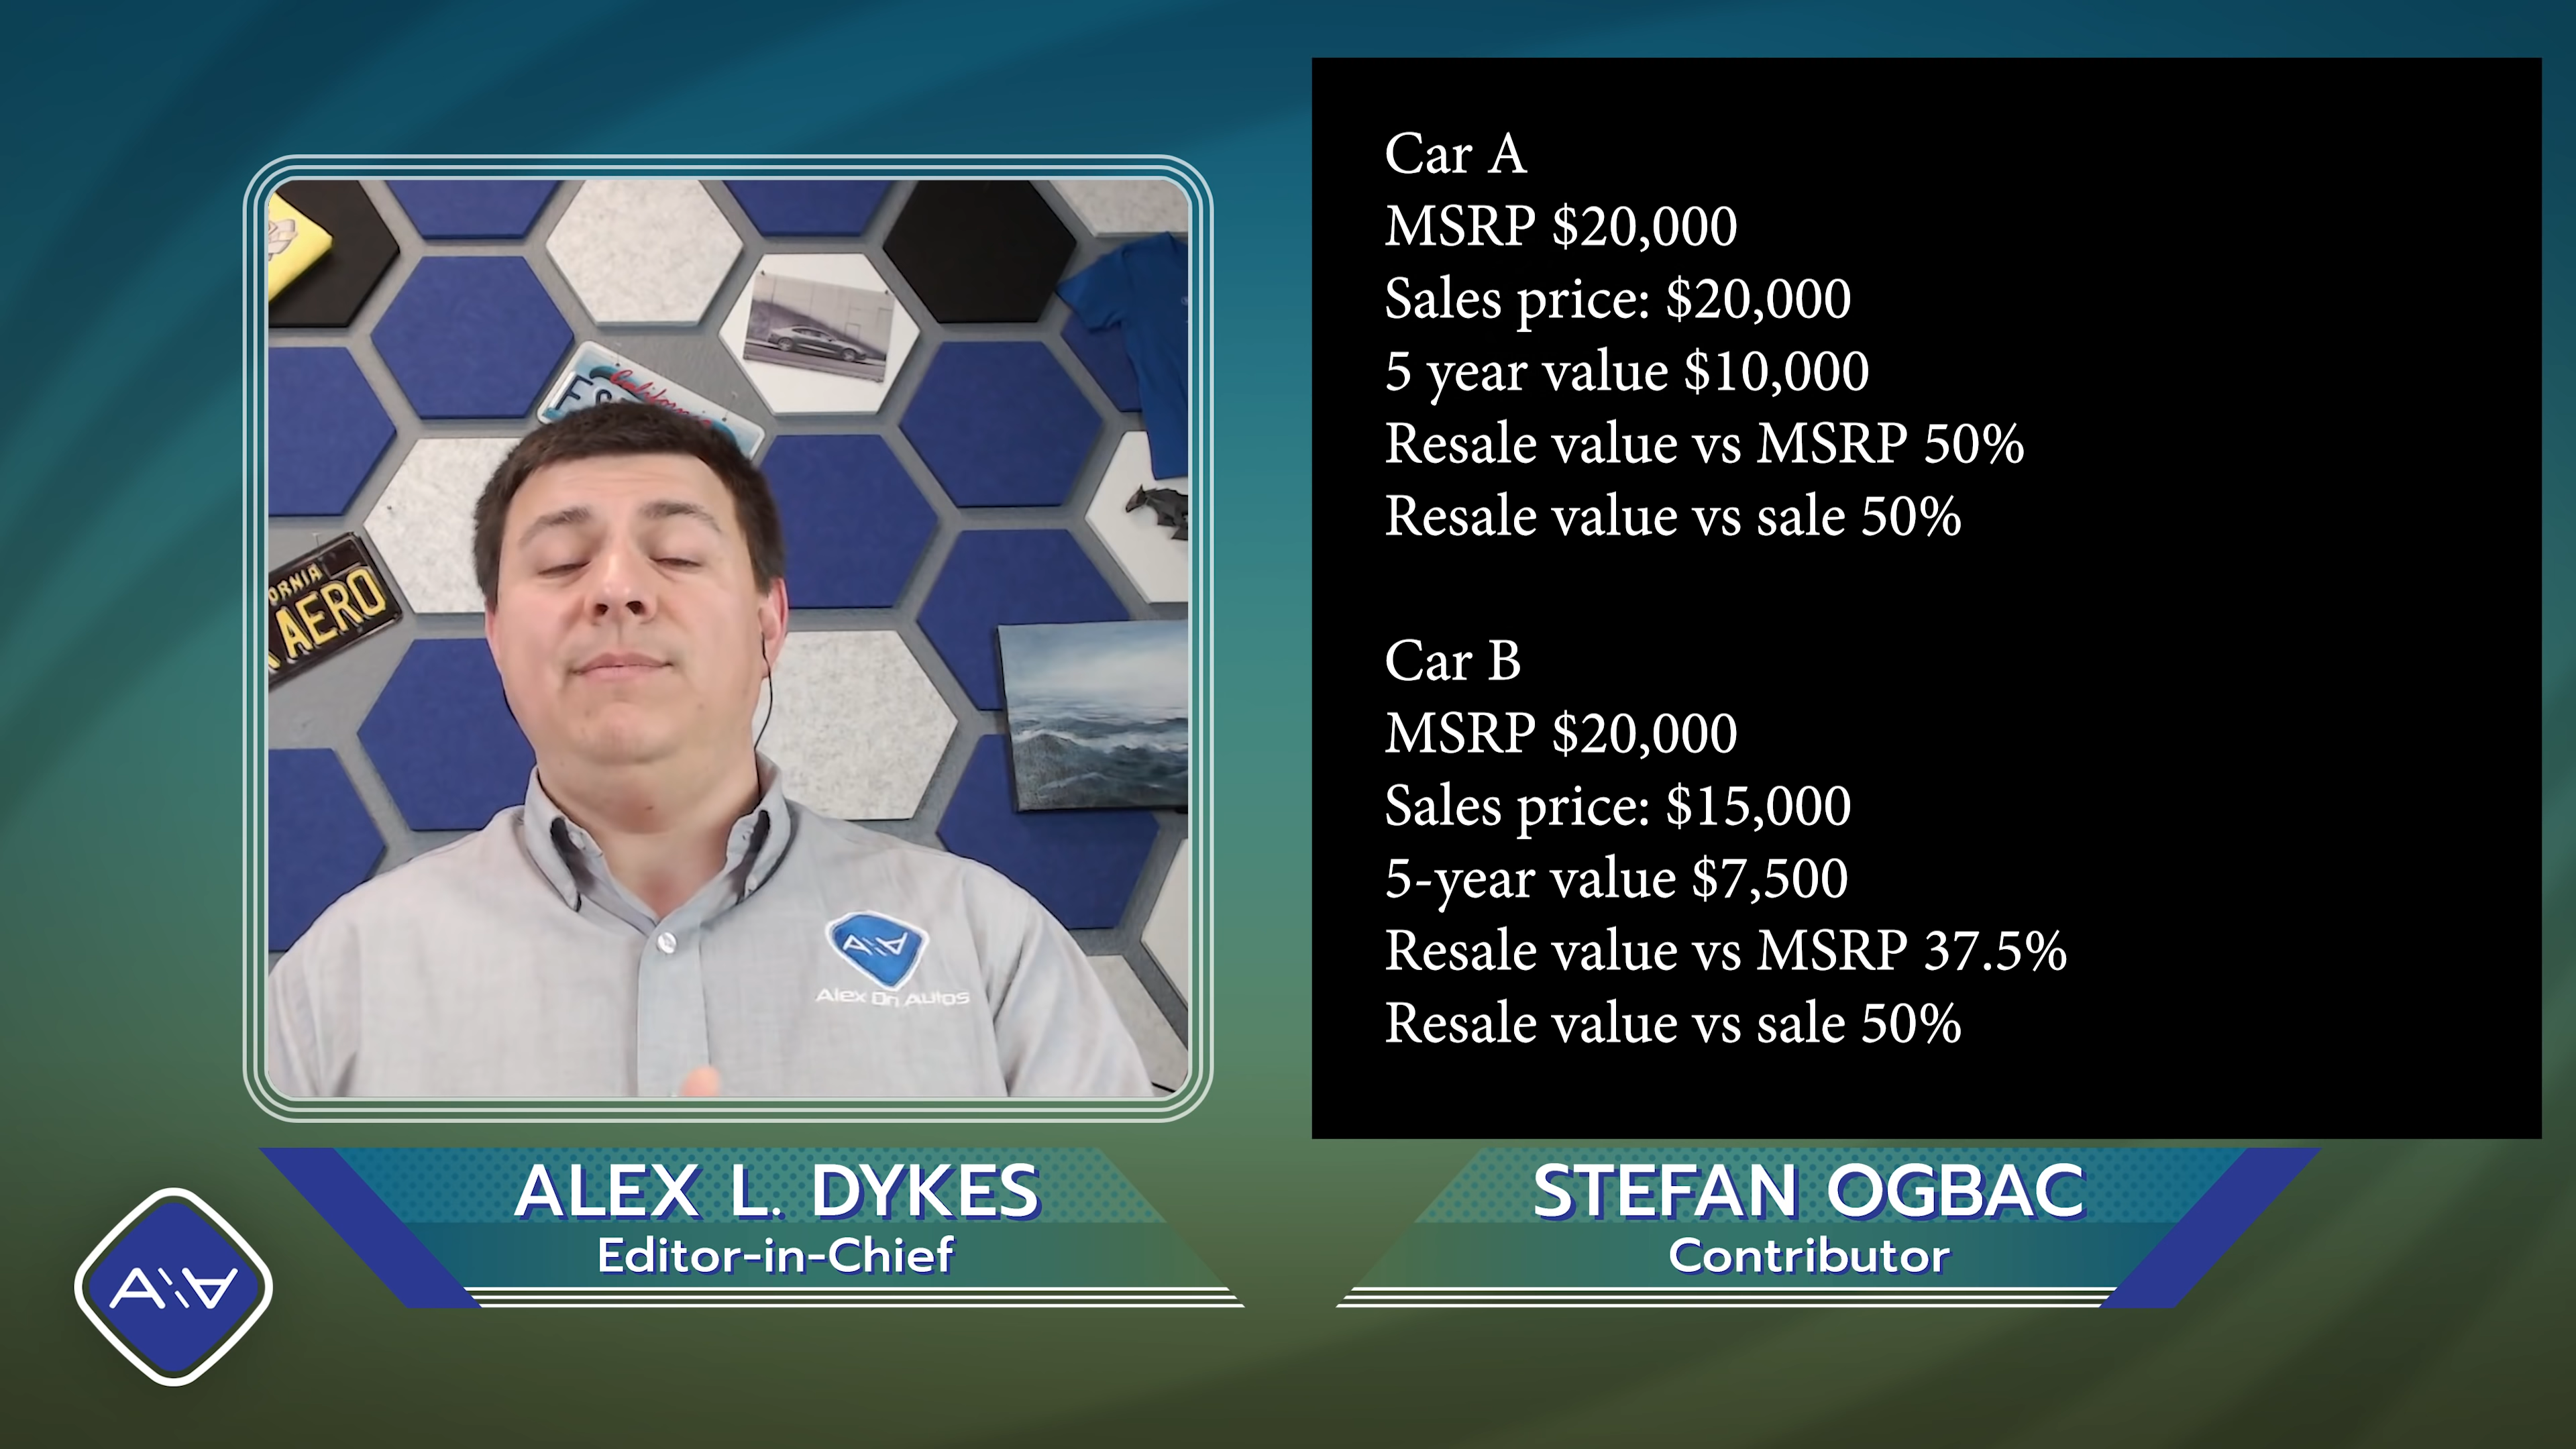 Car A
MSRP $20,000
Sales price: $20,000
5 year value $10,000
Resale value vs MSRP 50%
Resale value vs sale 50%
Car B
MSRP $20,000
Sales price: $15,000
5-year value $7,500
Resale value vs MSRP 37.5%
Resale value vs sale 50%
California
ORNIA
AERO
Alex On Autos
ALEX L. DYKES
Editor-in-Chief
STEFAN OGBAC
Contributor